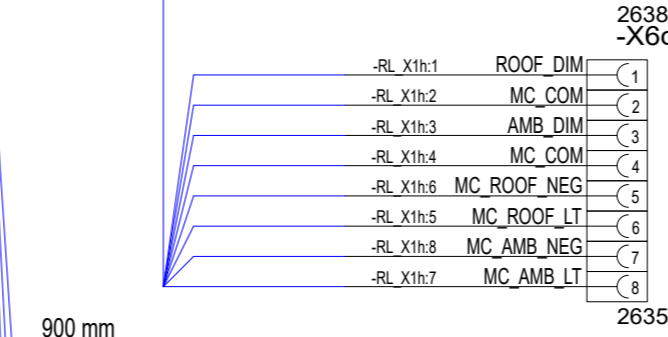 2638
-X6
-RL_X1h:1 ROOF_DIM 1
-RL_X1h:2 MC_COM 2
-RL_X1h:3 AMB_DIM 3
-RL_X1h:4 MC_COM 4
-RL_X1h:6 MC_ROOF_NEG 5
-RL_X1h:5 MC_ROOF_LT 6
-RL_X1h:8 MC_AMB_NEG 7
-RL_X1h:7 MC_AMB_LT 8
2635
900 mm